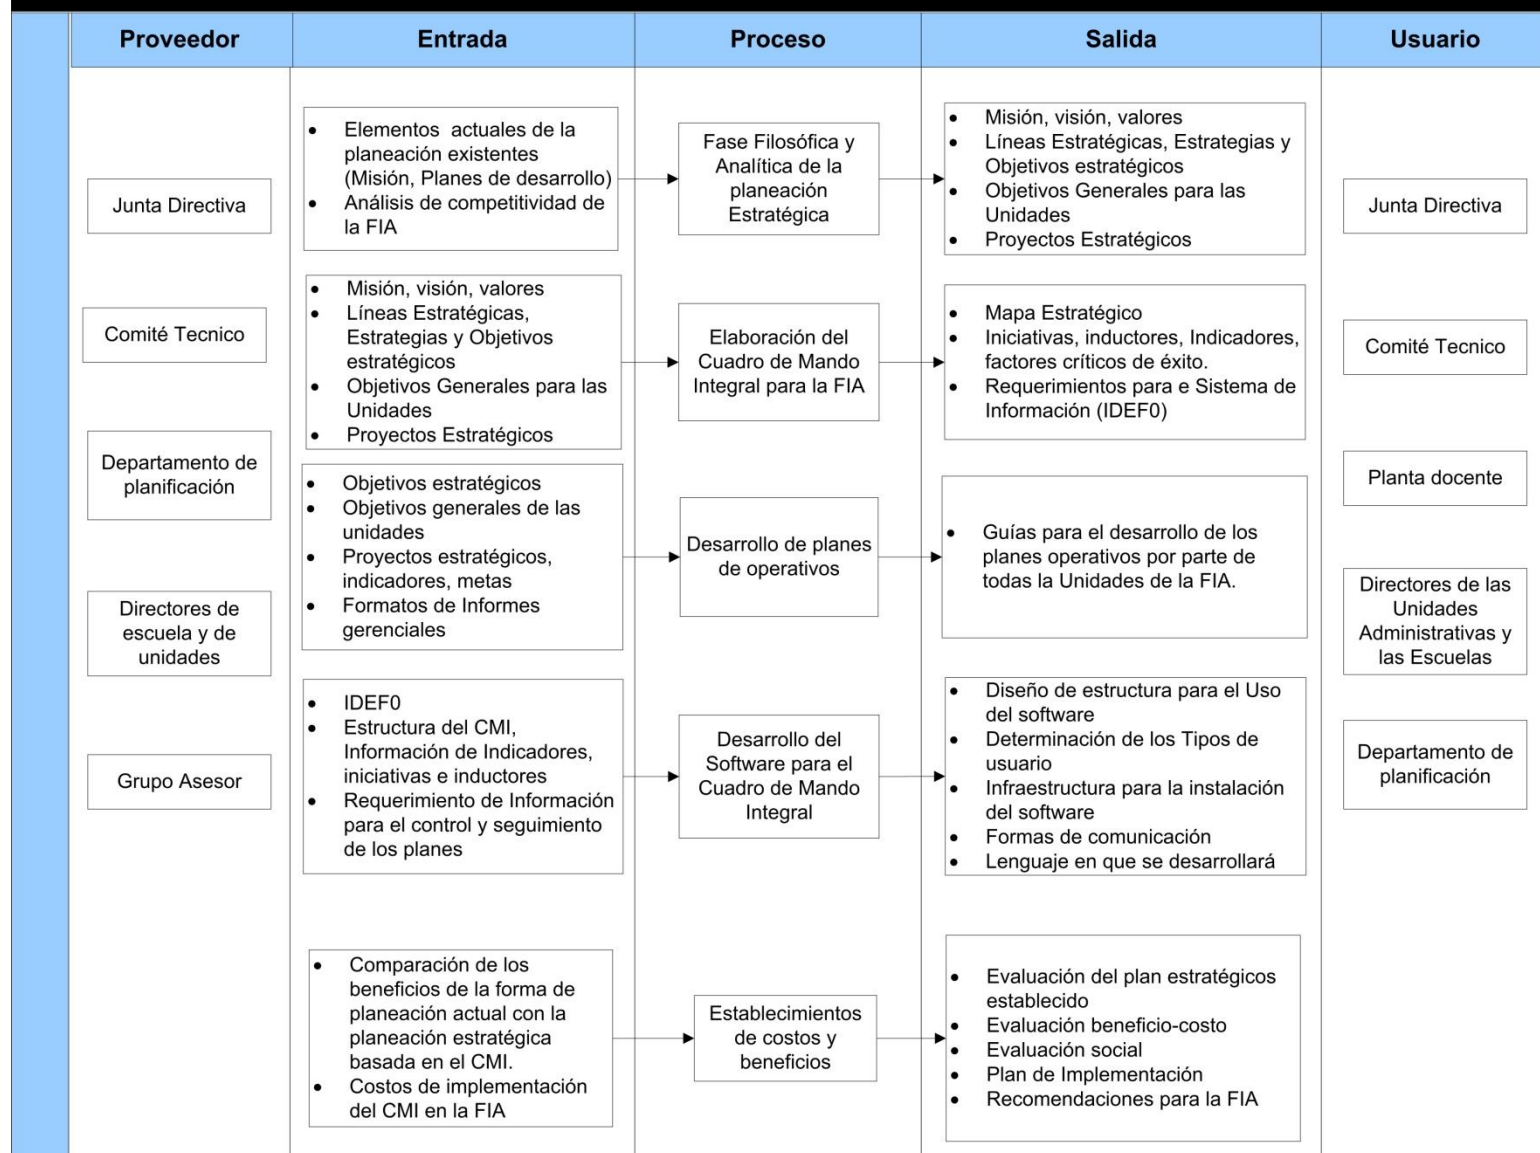 Proveedor
Entrada
Proceso
Salida
Usuario
Junta Directiva
Comité Tecnico
Departamento de
planificación
Directores de
escuela y de
unidades
Grupo Asesor
• Elementos actuales de la
planeación existentes
(Misión, Planes de desarrollo)
• Análisis de competitividad de
la FIA
• Misión, visión, valores
• Líneas Estratégicas,
Estrategias y Objetivos
estratégicos
• Objetivos Generales para las
Unidades
• Proyectos Estratégicos
• Objetivos estratégicos
• Objetivos generales de las
unidades
• Proyectos estratégicos,
indicadores, metas
• Formatos de Informes
gerenciales
• IDEF0
• Estructura del CMI,
Información de Indicadores,
iniciativas e inductores
• Requerimiento de Información
para el control y seguimiento
de los planes
• Comparación de los
beneficios de la forma de
planeación actual con la
planeación estratégica
basada en el CMI.
• Costos de implementación
del CMI en la FIA
Fase Filosófica y
Analítica de la
planeación
Estratégica
Elaboración del
Cuadro de Mando
Integral para la FIA
Desarrollo de planes
de operativos
Desarrollo del
Software para el
Cuadro de Mando
Integral
Establecimientos
de costos y
beneficios
• Misión, visión, valores
• Líneas Estratégicas, Estrategias y
Objetivos estratégicos
• Objetivos Generales para las
Unidades
• Proyectos Estratégicos
• Mapa Estratégico
• Iniciativas, inductores, Indicadores,
factores críticos de éxito.
• Requerimientos para e Sistema de
Información (IDEF0)
• Guías para el desarrollo de los
planes operativos por parte de
todas la Unidades de la FIA.
• Diseño de estructura para el Uso
del software
• Determinación de los Tipos de
usuario
• Infraestructura para la instalación
del software
• Formas de comunicación
• Lenguaje en que se desarrollará
• Evaluación del plan estratégicos
establecido
• Evaluación beneficio-costo
• Evaluación social
• Plan de Implementación
• Recomendaciones para la FIA
Junta Directiva
Comité Tecnico
Planta docente
Directores de las
Unidades
Administrativas y
las Escuelas
Departamento de
planificación